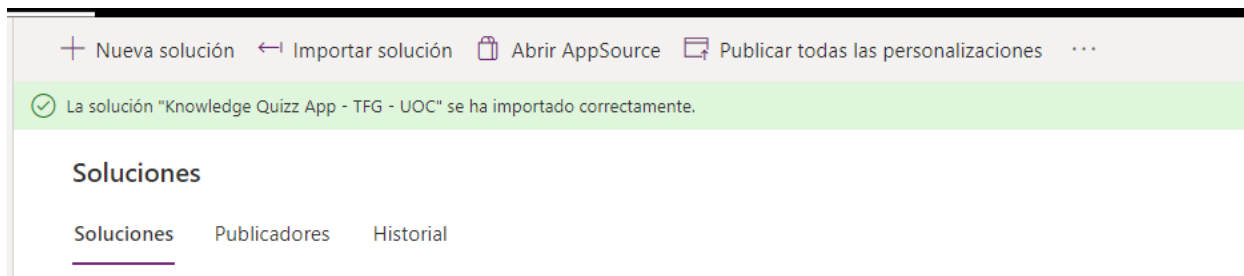 Nueva solución Importar solución Abrir AppSource Publicar todas las personalizaciones ...
La solución "Knowledge Quizz App - TFG - UOC" se ha importado correctamente.
Soluciones
Soluciones Publicadores Historial